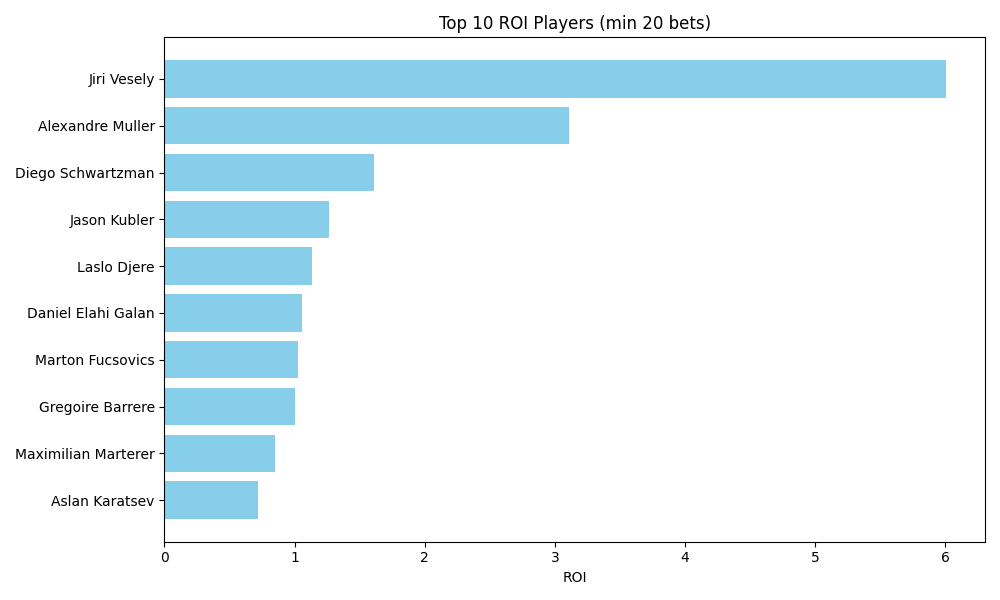 Top 10 ROI Players (min 20 bets)
Jiri Vesely
Alexandre Muller
Diego Schwartzman
Jason Kubler
Laslo Djere
Daniel Elahi Galan
Marton Fucsovics
Gregoire Barrere
Maximilian Marterer
Aslan Karatsev
0 1 2 3 4 5 6
ROI